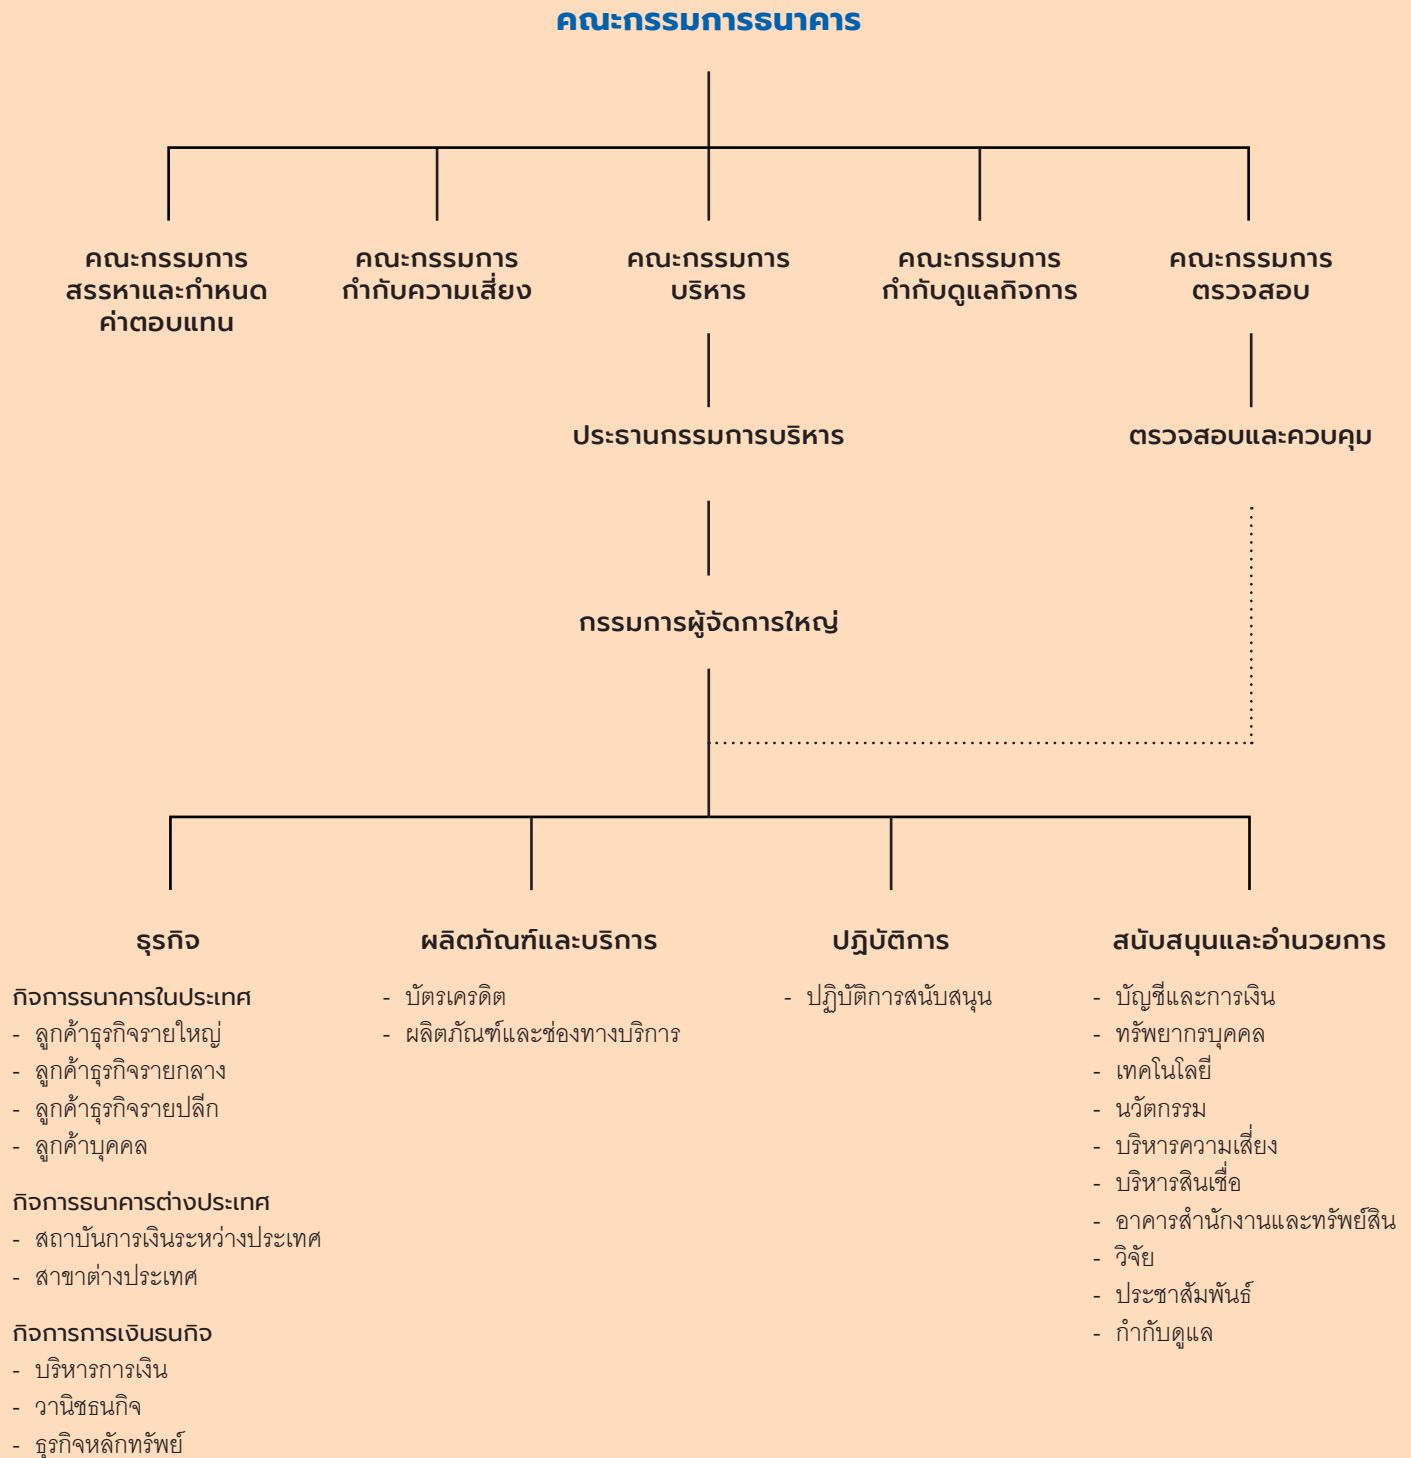 คณะกรรมการธนาคาร
คณะกรรมการ
สรรหาและกำหนด
ค่าตอบแทน
คณะกรรมการ
กำกับความเสี่ยง
คณะกรรมการ
บริหาร
คณะกรรมการ
กำกับดูแลกิจการ
คณะกรรมการ
ตรวจสอบ
ประธานกรรมการบริหาร
ตรวจสอบและควบคุม
กรรมการผู้จัดการใหญ่
ธุรกิจ
กิจการธนาคารในประเทศ
- ลูกค้าธุรกิจรายใหญ่
- ลูกค้าธุรกิจรายกลาง
- ลูกค้าธุรกิจรายปลีก
- ลูกค้าบุคคล
กิจการธนาคารต่างประเทศ
- สถาบันการเงินระหว่างประเทศ
- สาขาต่างประเทศ
กิจการการเงินธนกิจ
- บริหารการเงิน
- วานิชธนกิจ
- ธุรกิจหลักทรัพย์
ผลิตภัณฑ์และบริการ
- บัตรเครดิต
- ผลิตภัณฑ์และช่องทางบริการ
ปฏิบัติการ
- ปฏิบัติการสนับสนุน
สนับสนุนและอำนวยการ
- บัญชีและการเงิน
- ทรัพยากรบุคคล
- เทคโนโลยี
- นวัตกรรม
- บริหารความเสี่ยง
- บริหารสินเชื่อ
- อาคารสำนักงานและทรัพย์สิน
- วิจัย
- ประชาสัมพันธ์
- กำกับดูแล